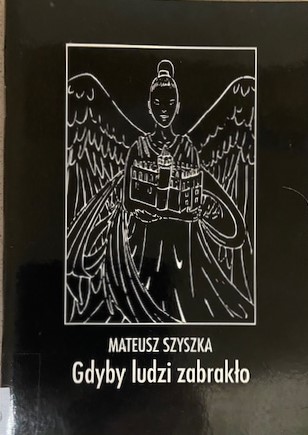 MATEUSZ SZYSZKA
Gdyby ludzi zabrakło